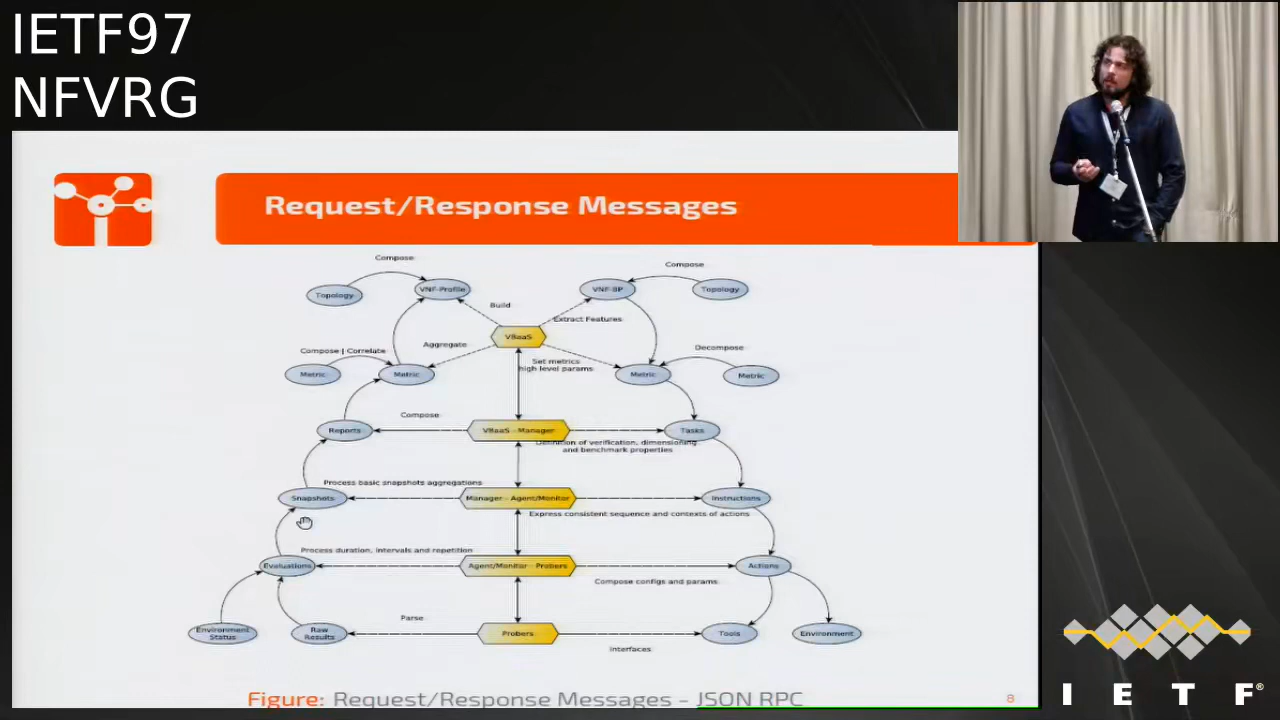 IETF97
NFVRG
Request/Response Messages
Compose
Compose
Topology
VNF-Profile
VNF-BP
Topology
Build
Extract Features
VBaaS
Aggregate
Compose | Correlate
Decompose
Set metrics
high level params
Metric
Metric
Metric
Metric
Compose
Reports
VBaaS - Manager
Tasks
Definition of verification, dimensioning
and benchmark properties
Process basic snapshots aggregations
Snapshots
Manager - Agent/Monitor
Instructions
Express consistent sequence and contexts of actions
Process duration, intervals and repetition
Evaluations
Agent/Monitor - Probers
Actions
Compose configs and params
Parse
Environment
Status
Raw
Results
Probers
Tools
Environment
Interfaces
Figure: Request/Response Messages - JSON RPC
8
I E T F®